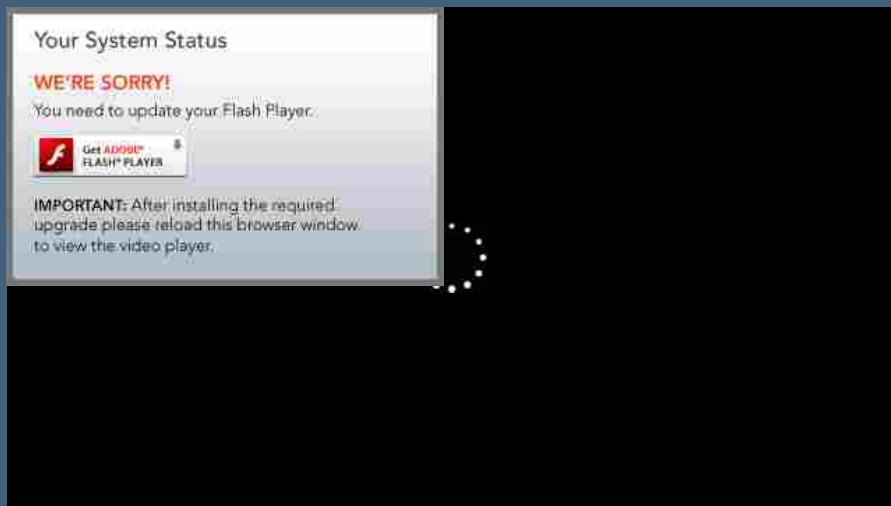 Your System Status
WE'RE SORRY!
You need to update your Flash Player.
Get ADOBE®
FLASH® PLAYER
IMPORTANT: After installing the required
upgrade please reload this browser window
to view the video player.